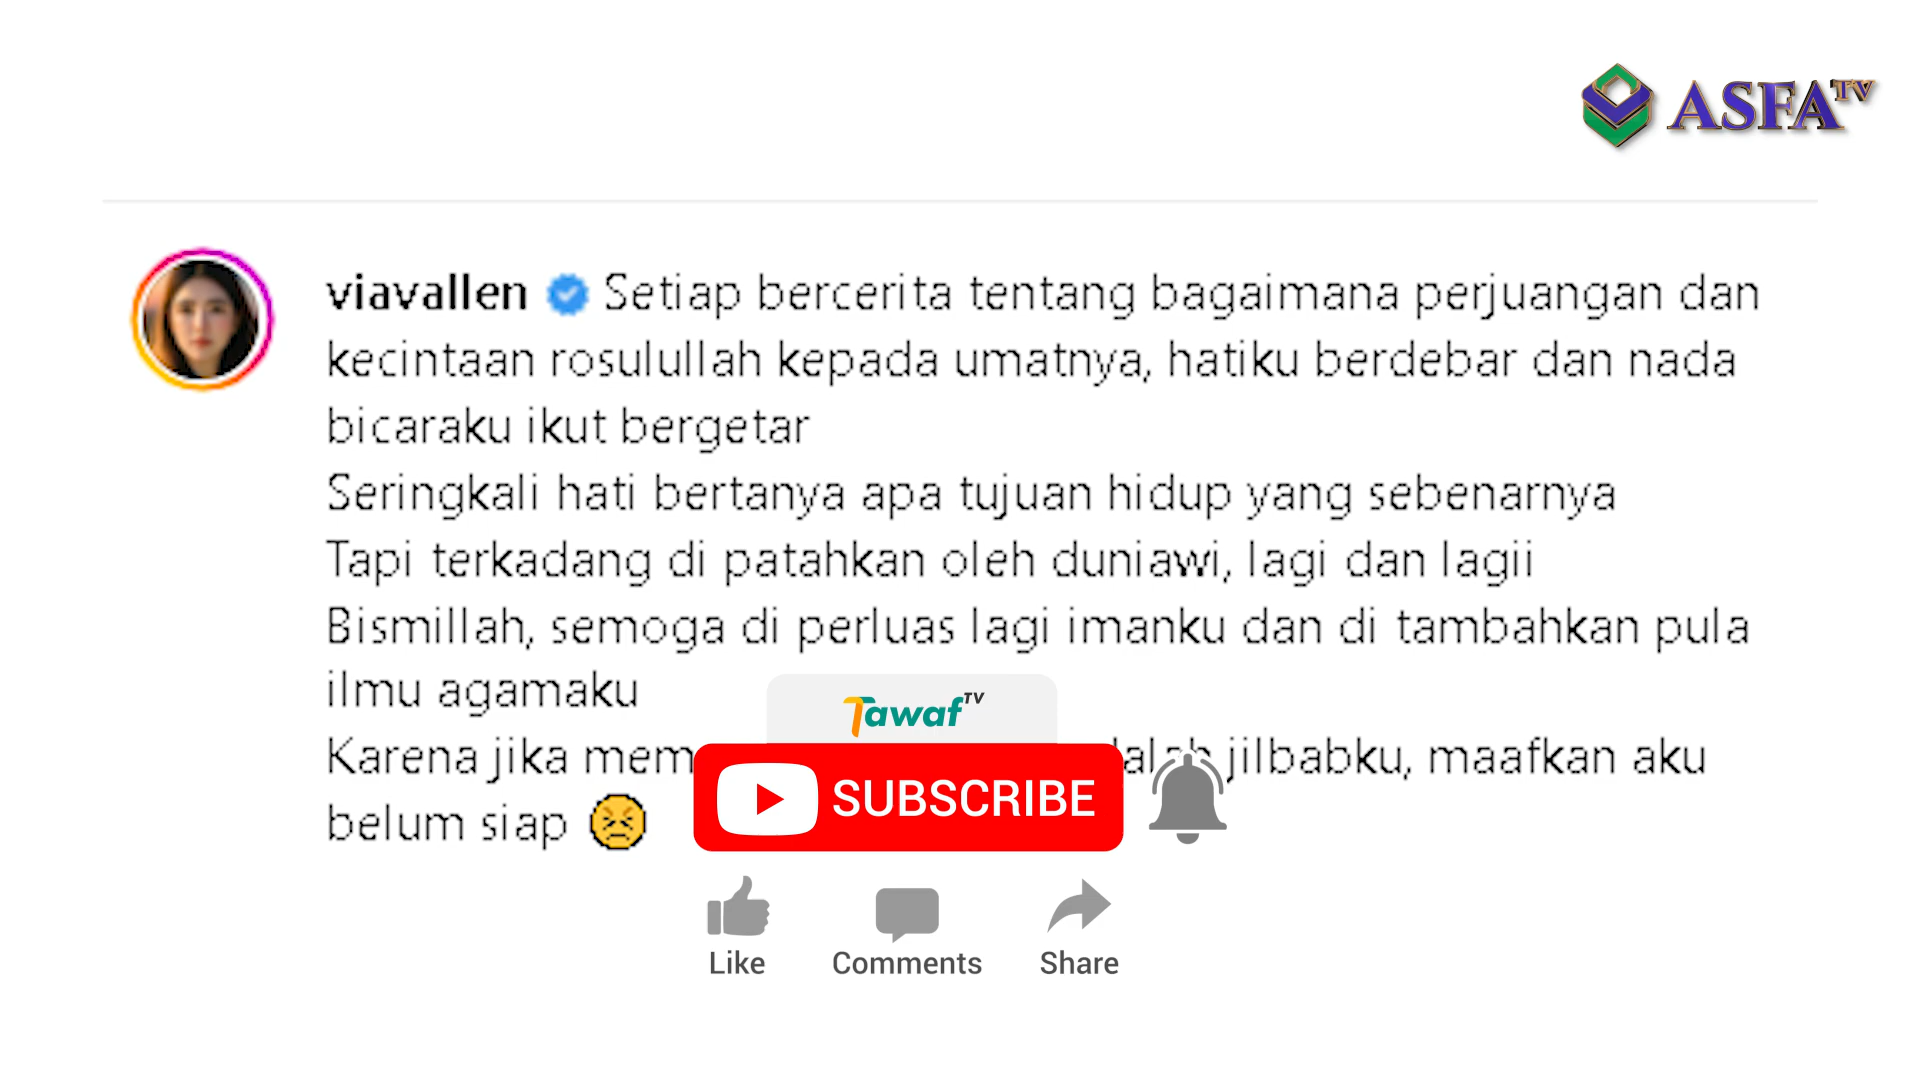 ASFA TV
viavallen Setiap bercerita tentang bagaimana perjuangan dan
kecintaan rosulullah kepada umatnya, hatiku berdebar dan nada
bicaraku ikut bergetar
Seringkali hati bertanya apa tujuan hidup yang sebenarnya
Tapi terkadang di patahkan oleh duniawi, lagi dan lagii
Bismillah, semoga di perluas lagi imanku dan di tambahkan pula
ilmu agamaku
Tawaf TV
Karena jika jilbabku, maafkan aku
belum siap
SUBSCRIBE
Like
Comments
Share